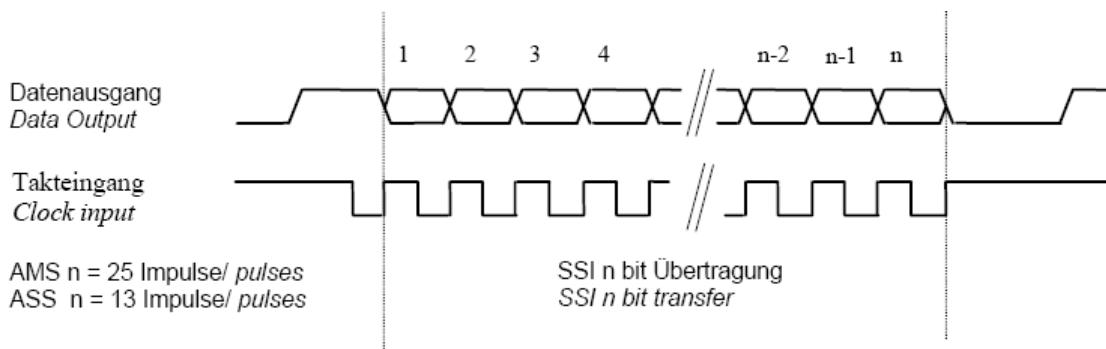 1 2 3 4 n-2 n-1 n
Datenausgang
Data Output
Takteingang
Clock input
AMS n = 25 Impulse/ pulses
ASS n = 13 Impulse/ pulses
SSI n bit Übertragung
SSI n bit transfer